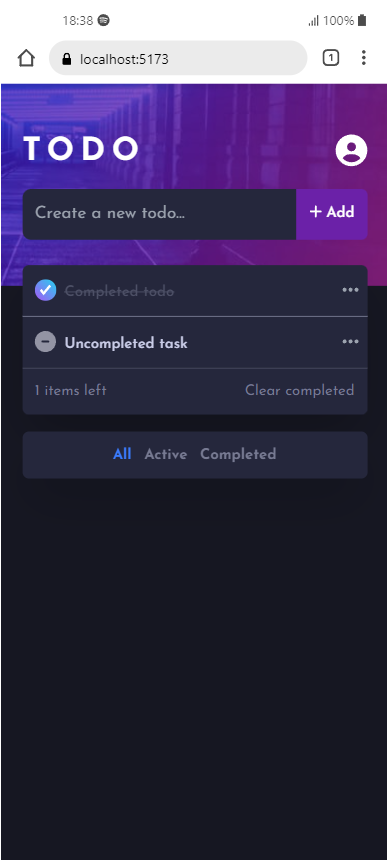 18:38 100%
localhost:5173 1
TODO
Create a new todo... + Add
Completed todo
Uncompleted task
1 items left Clear completed
All Active Completed